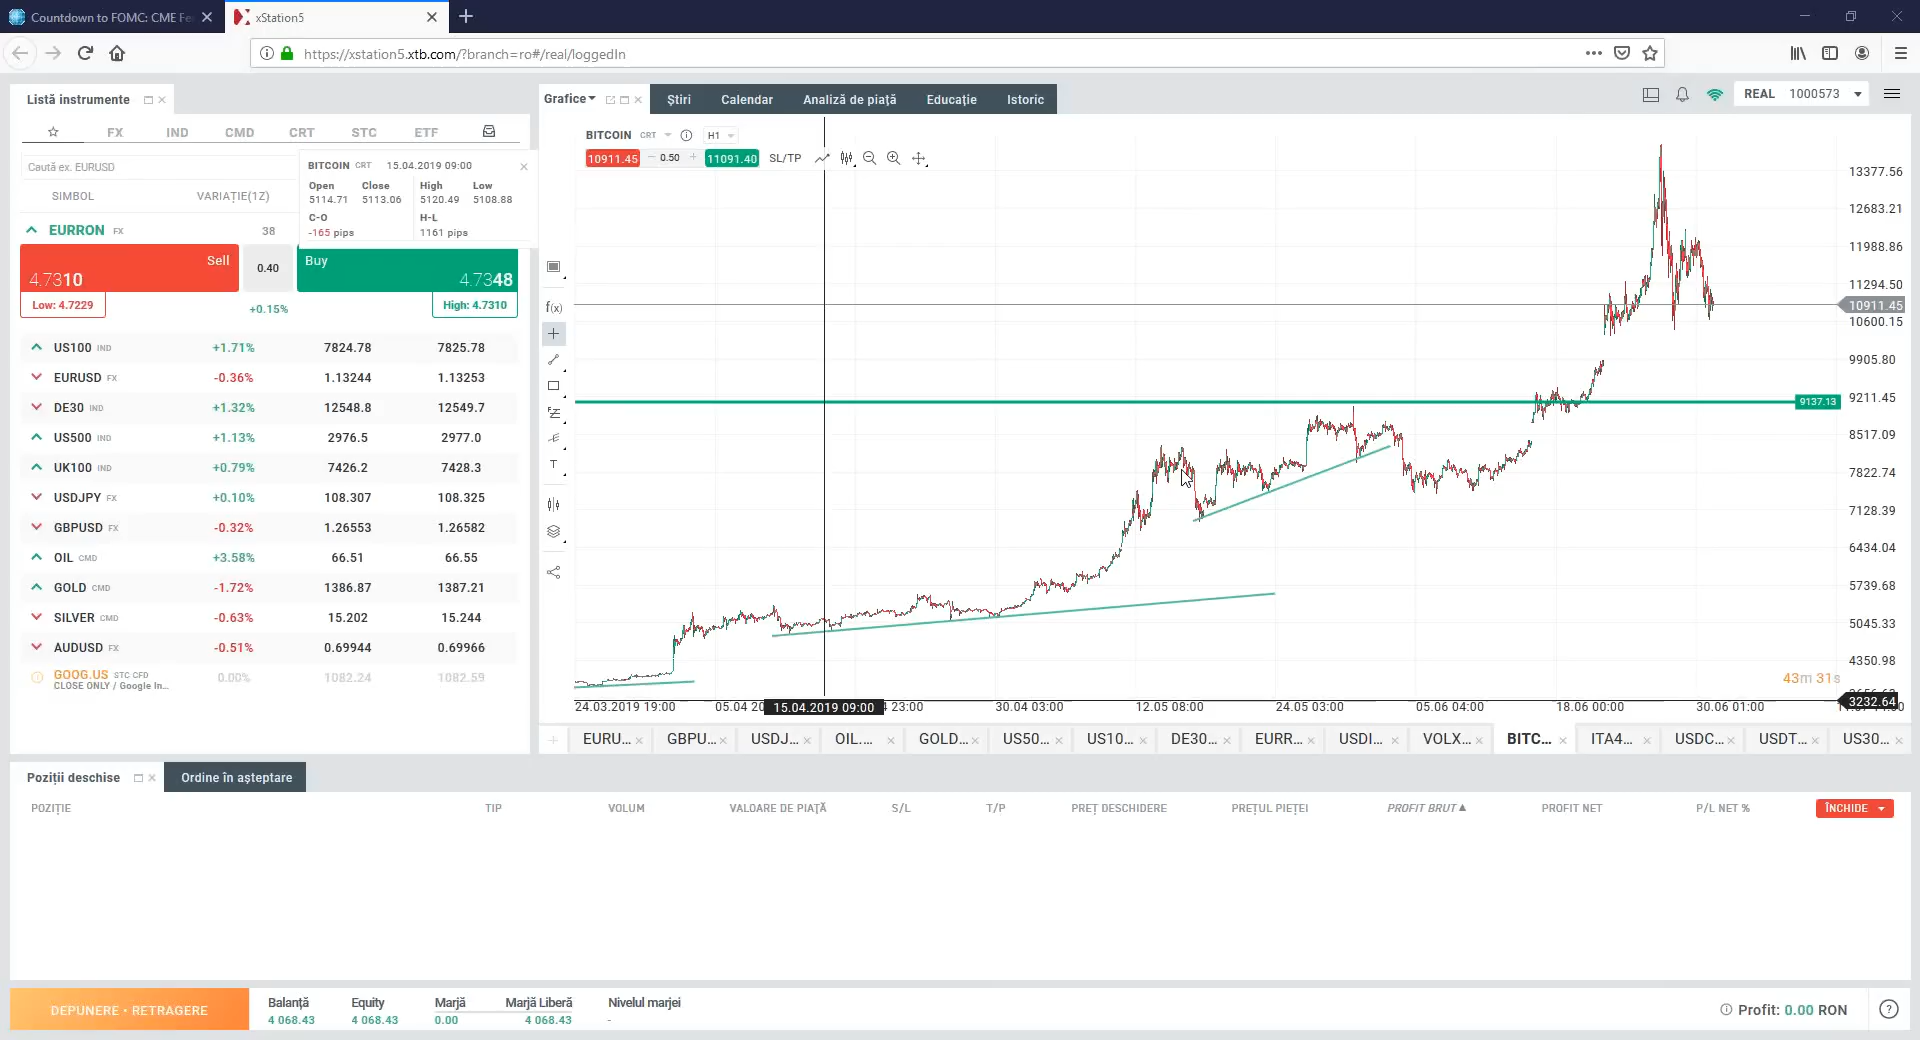 Countdown to FOMC: CME Fe
xStation5
https://xstation5.xtb.com/?branch=ro#/real/loggedIn
Listă instrumente
FX IND CMD CRT STC ETF
Caută ex. EURUSD
SIMBOL VARIAȚIE(1Z)
BITCOIN CRT 15.04.2019 09:00
Open Close High Low
5114.71 5113.06 5120.49 5108.88
C-O H-L
-165 pips 1161 pips
EURRON FX 38
Sell 0.40 Buy
4.7310 4.7348
Low: 4.7229 +0.15% High: 4.7310
US100 IND +1.71% 7824.78 7825.78
EURUSD FX -0.36% 1.13244 1.13253
DE30 IND +1.32% 12548.8 12549.7
US500 IND +1.13% 2976.5 2977.0
UK100 IND +0.79% 7426.2 7428.3
USDJPY FX +0.10% 108.307 108.325
GBPUSD FX -0.32% 1.26553 1.26582
OIL CMD +3.58% 66.51 66.55
GOLD CMD -1.72% 1386.87 1387.21
SILVER CMD -0.63% 15.202 15.244
AUDUSD FX -0.51% 0.69944 0.69966
GOOG.US STC CFD 0.00% 1082.24 1082.59
CLOSE ONLY / Google In...
Grafice Știri Calendar Analiză de piață Educație Istoric
REAL 1000573
BITCOIN CRT H1
10911.45 0.50 11091.40 SL/TP
f(x)
T
13377.56
12683.21
11988.86
11294.50
10911.45
10600.15
9905.80
9211.45
9137.13
8517.09
7822.74
7128.39
6434.04
5739.68
5045.33
4350.98
43m 31s
3232.64
24.03.2019 19:00 05.04 20 15.04.2019 09:00 23:00 30.04 03:00 12.05 08:00 24.05 03:00 05.06 04:00 18.06 00:00 30.06 01:00
EURU... GBPU... USDJ... OIL.... GOLD... US50... US10... DE30... EURR... USDI... VOLX... BITC... ITA4... USDC... USDT... US30...
Poziții deschise Ordine în așteptare
POZIȚIE TIP VOLUM VALOARE DE PIAȚĂ S/L T/P PREȚ DESCHIDERE PREȚUL PIEȚEI PROFIT BRUT PROFIT NET P/L NET % ÎNCHIDE
DEPUNERE • RETRAGERE
Balanță Equity Marjă Marjă Liberă Nivelul marjei
4 068.43 4 068.43 0.00 4 068.43 -
Profit: 0.00 RON